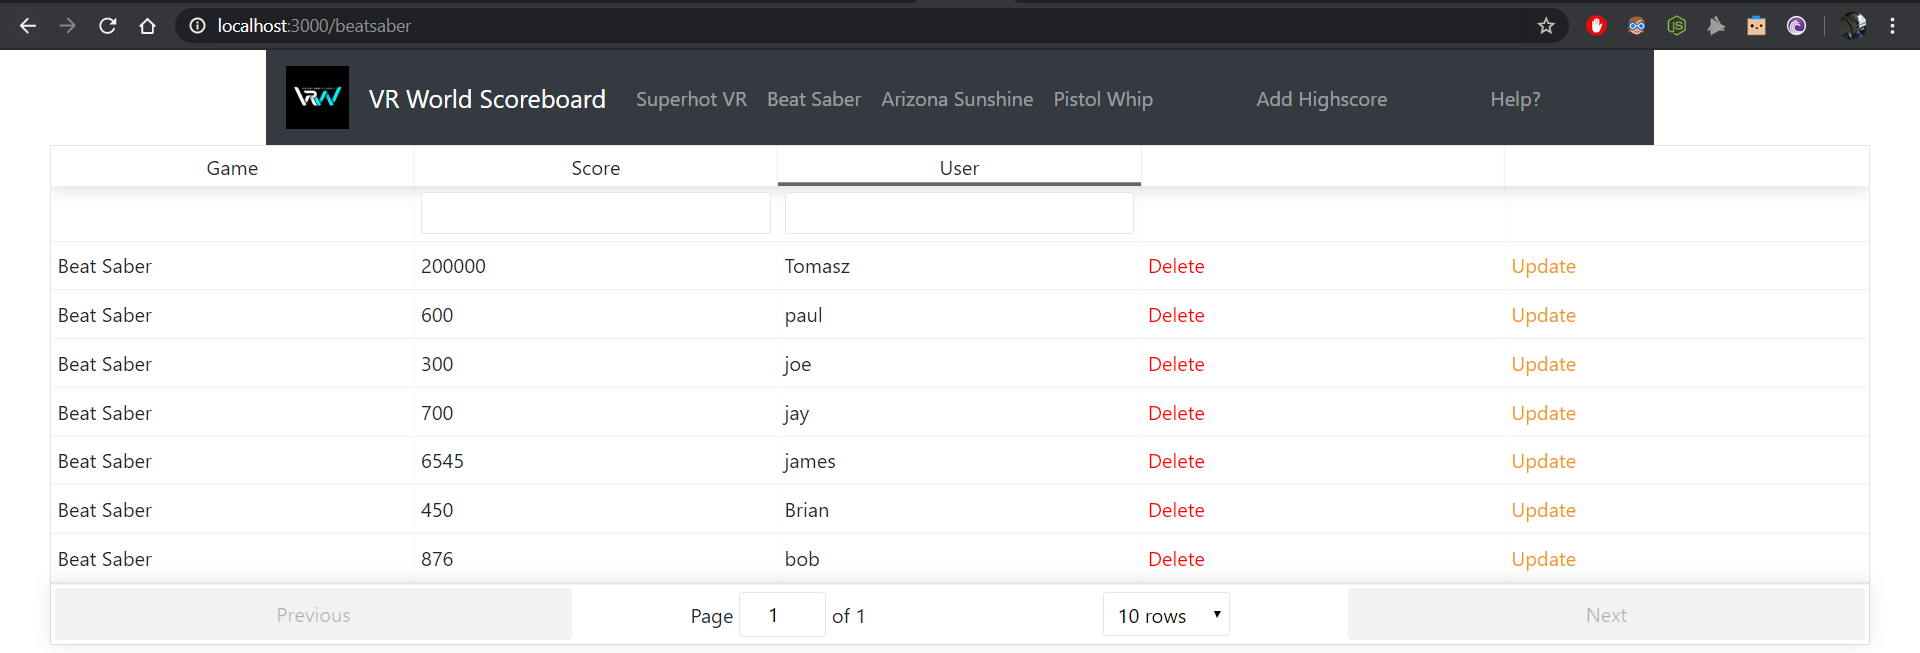 localhost:3000/beatsaber
VRW VR World Scoreboard Superhot VR Beat Saber Arizona Sunshine Pistol Whip Add Highscore Help?
Game Score User
Beat Saber 200000 Tomasz Delete Update
Beat Saber 600 paul Delete Update
Beat Saber 300 joe Delete Update
Beat Saber 700 jay Delete Update
Beat Saber 6545 james Delete Update
Beat Saber 450 Brian Delete Update
Beat Saber 876 bob Delete Update
Previous Page 1 of 1 10 rows Next